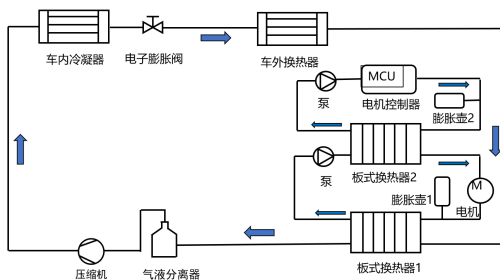 车内冷凝器
电子膨胀阀
车外换热器
MCU
泵
电机控制器
膨胀壶2
泵
板式换热器2
膨胀壶1
M
电机
压缩机
气液分离器
板式换热器1